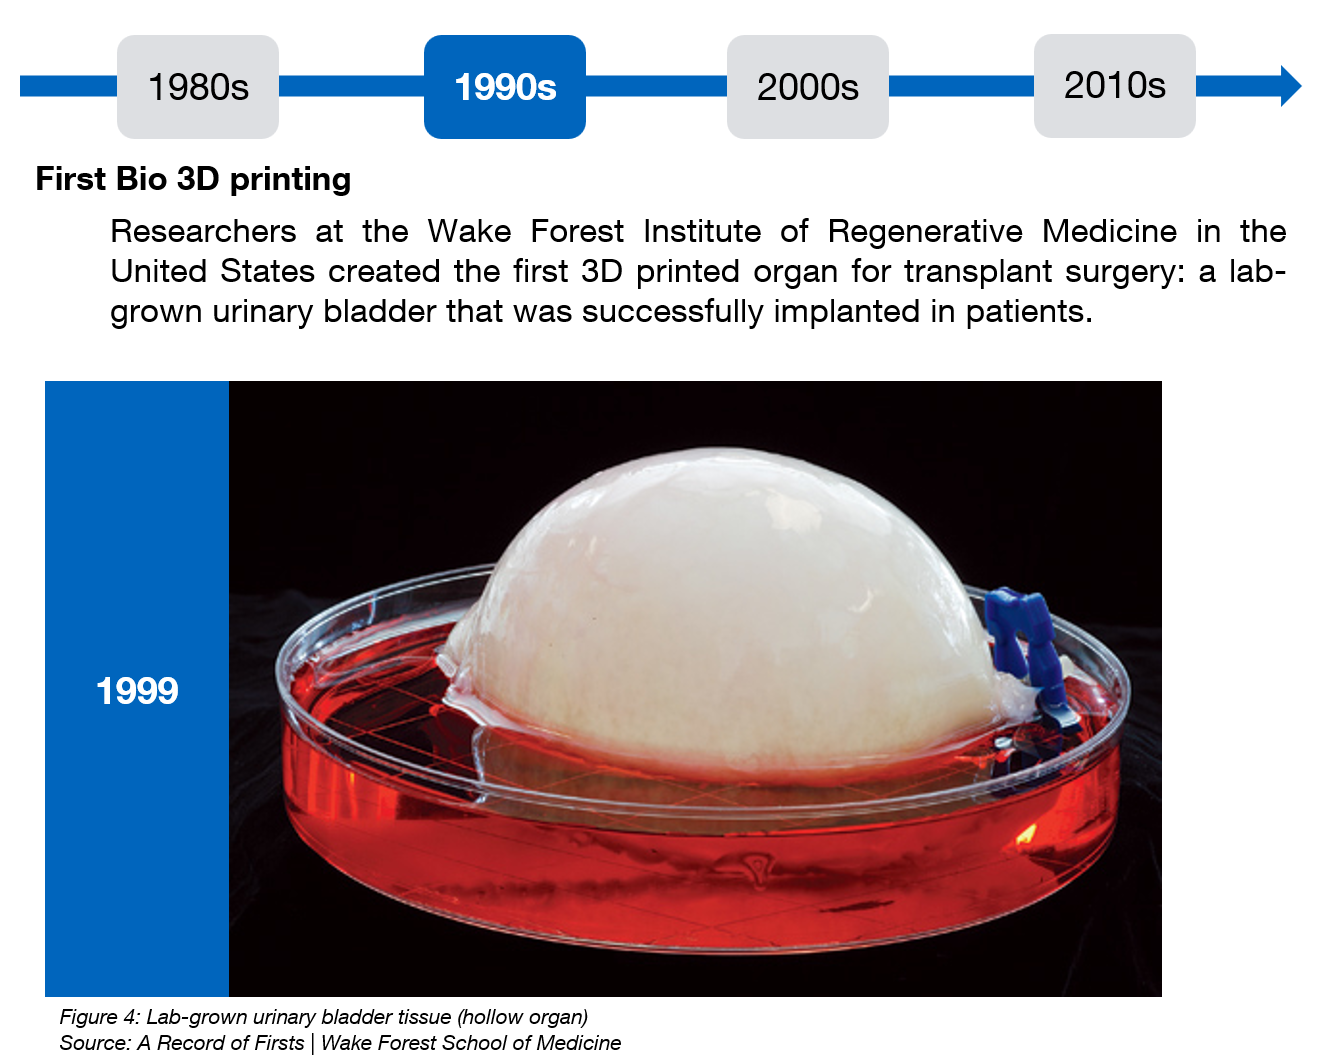 1980s
1990s
2000s
2010s
First Bio 3D printing
Researchers at the Wake Forest Institute of Regenerative Medicine in the
United States created the first 3D printed organ for transplant surgery: a lab-
grown urinary bladder that was successfully implanted in patients.
1999
Figure 4: Lab-grown urinary bladder tissue (hollow organ)
Source: A Record of Firsts | Wake Forest School of Medicine